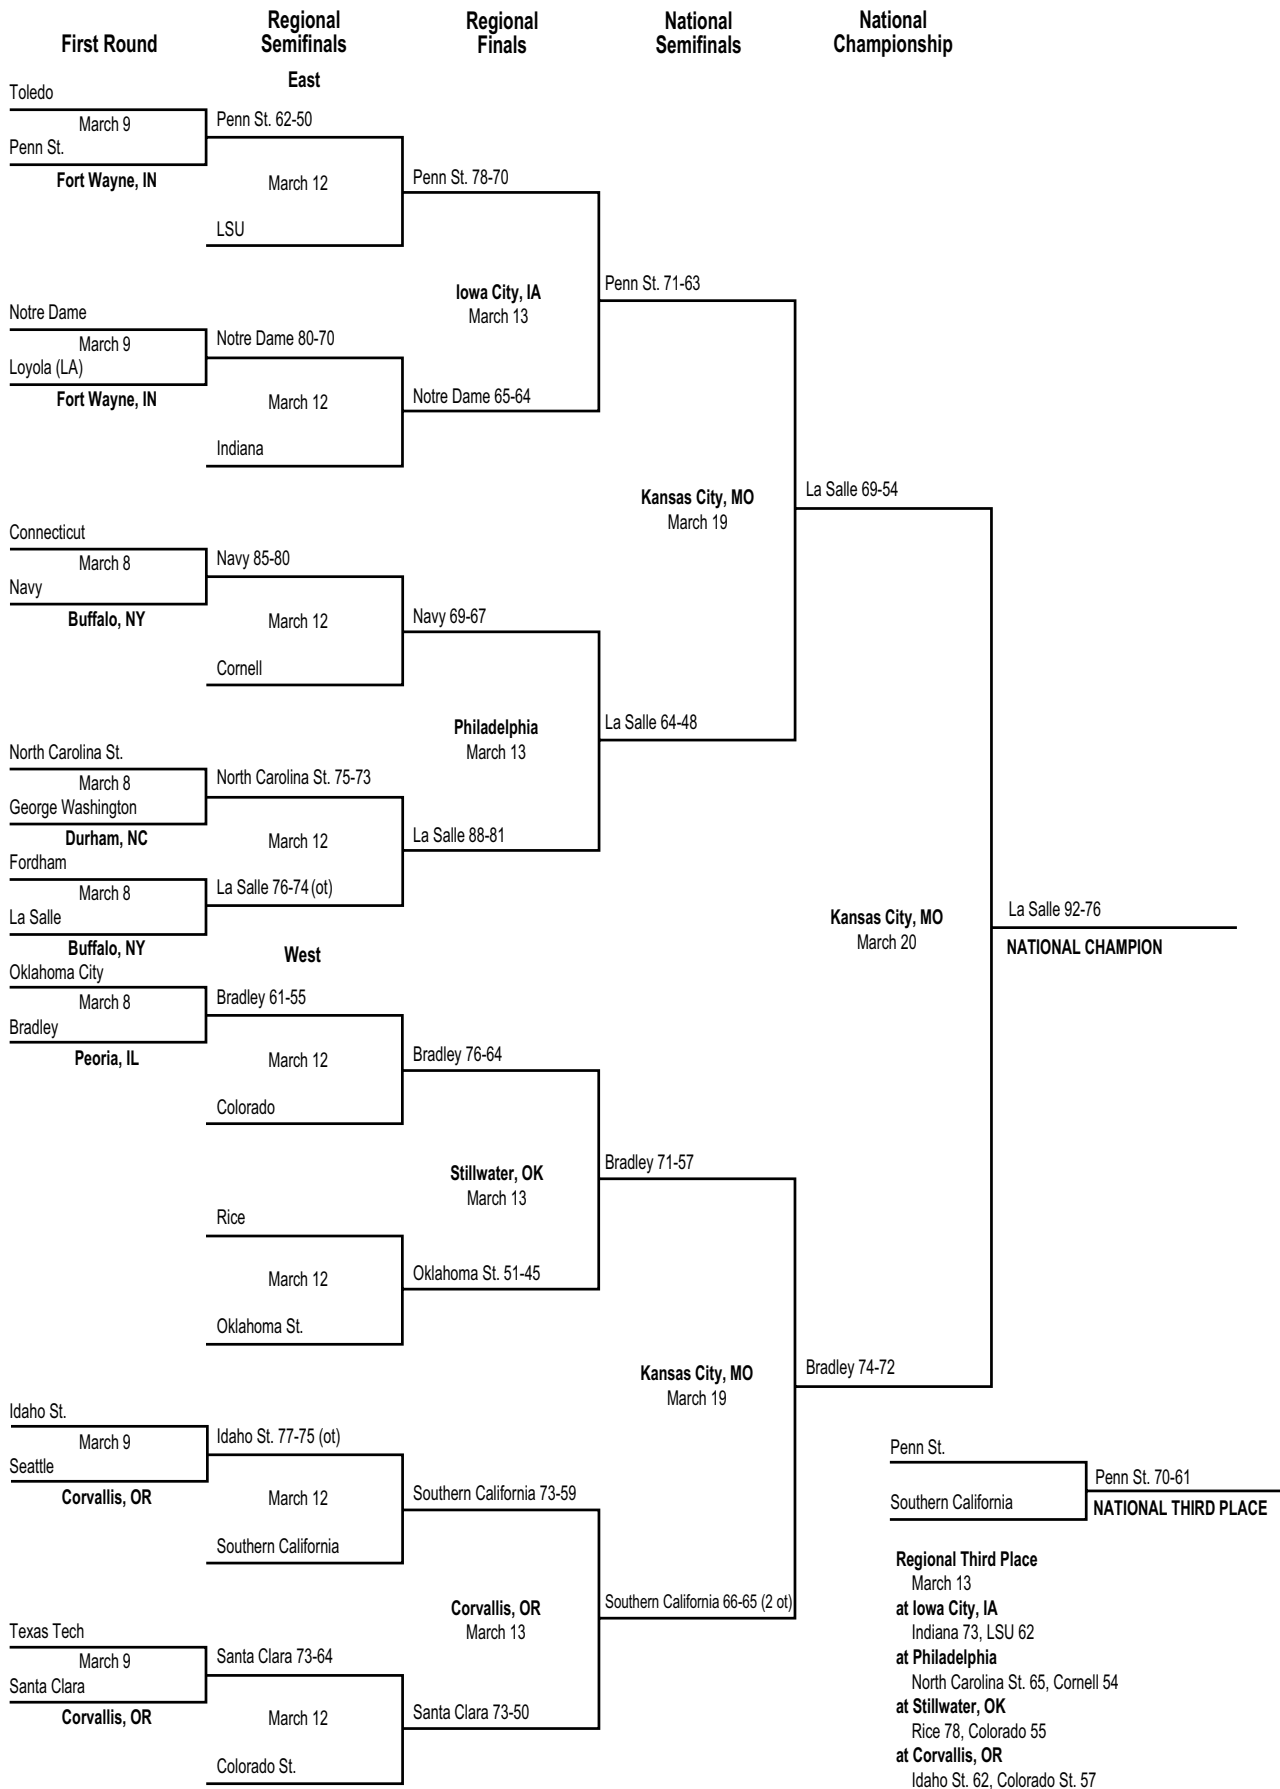 First Round
Regional
Semifinals
Regional
Finals
National
Semifinals
National
Championship
East
Toledo
March 9
Penn St.
Fort Wayne, IN
Penn St. 62-50
March 12
LSU
Penn St. 78-70
Iowa City, IA
March 13
Penn St. 71-63
Notre Dame
March 9
Loyola (LA)
Fort Wayne, IN
Notre Dame 80-70
March 12
Indiana
Notre Dame 65-64
Kansas City, MO
March 19
La Salle 69-54
Connecticut
March 8
Navy
Buffalo, NY
Navy 85-80
March 12
Cornell
Navy 69-67
Philadelphia
March 13
La Salle 64-48
North Carolina St.
March 8
George Washington
Durham, NC
North Carolina St. 75-73
March 12
La Salle 88-81
Fordham
March 8
La Salle
Buffalo, NY
La Salle 76-74 (ot)
Kansas City, MO
March 20
La Salle 92-76
NATIONAL CHAMPION
West
Oklahoma City
March 8
Bradley
Peoria, IL
Bradley 61-55
March 12
Colorado
Bradley 76-64
Stillwater, OK
March 13
Bradley 71-57
Rice
March 12
Oklahoma St.
Oklahoma St. 51-45
Kansas City, MO
March 19
Bradley 74-72
Idaho St.
March 9
Seattle
Corvallis, OR
Idaho St. 77-75 (ot)
March 12
Southern California
Southern California 73-59
Corvallis, OR
March 13
Southern California 66-65 (2 ot)
Texas Tech
March 9
Santa Clara
Corvallis, OR
Santa Clara 73-64
March 12
Colorado St.
Santa Clara 73-50
Penn St.
Southern California
Penn St. 70-61
NATIONAL THIRD PLACE
Regional Third Place
March 13
at Iowa City, IA
Indiana 73, LSU 62
at Philadelphia
North Carolina St. 65, Cornell 54
at Stillwater, OK
Rice 78, Colorado 55
at Corvallis, OR
Idaho St. 62, Colorado St. 57